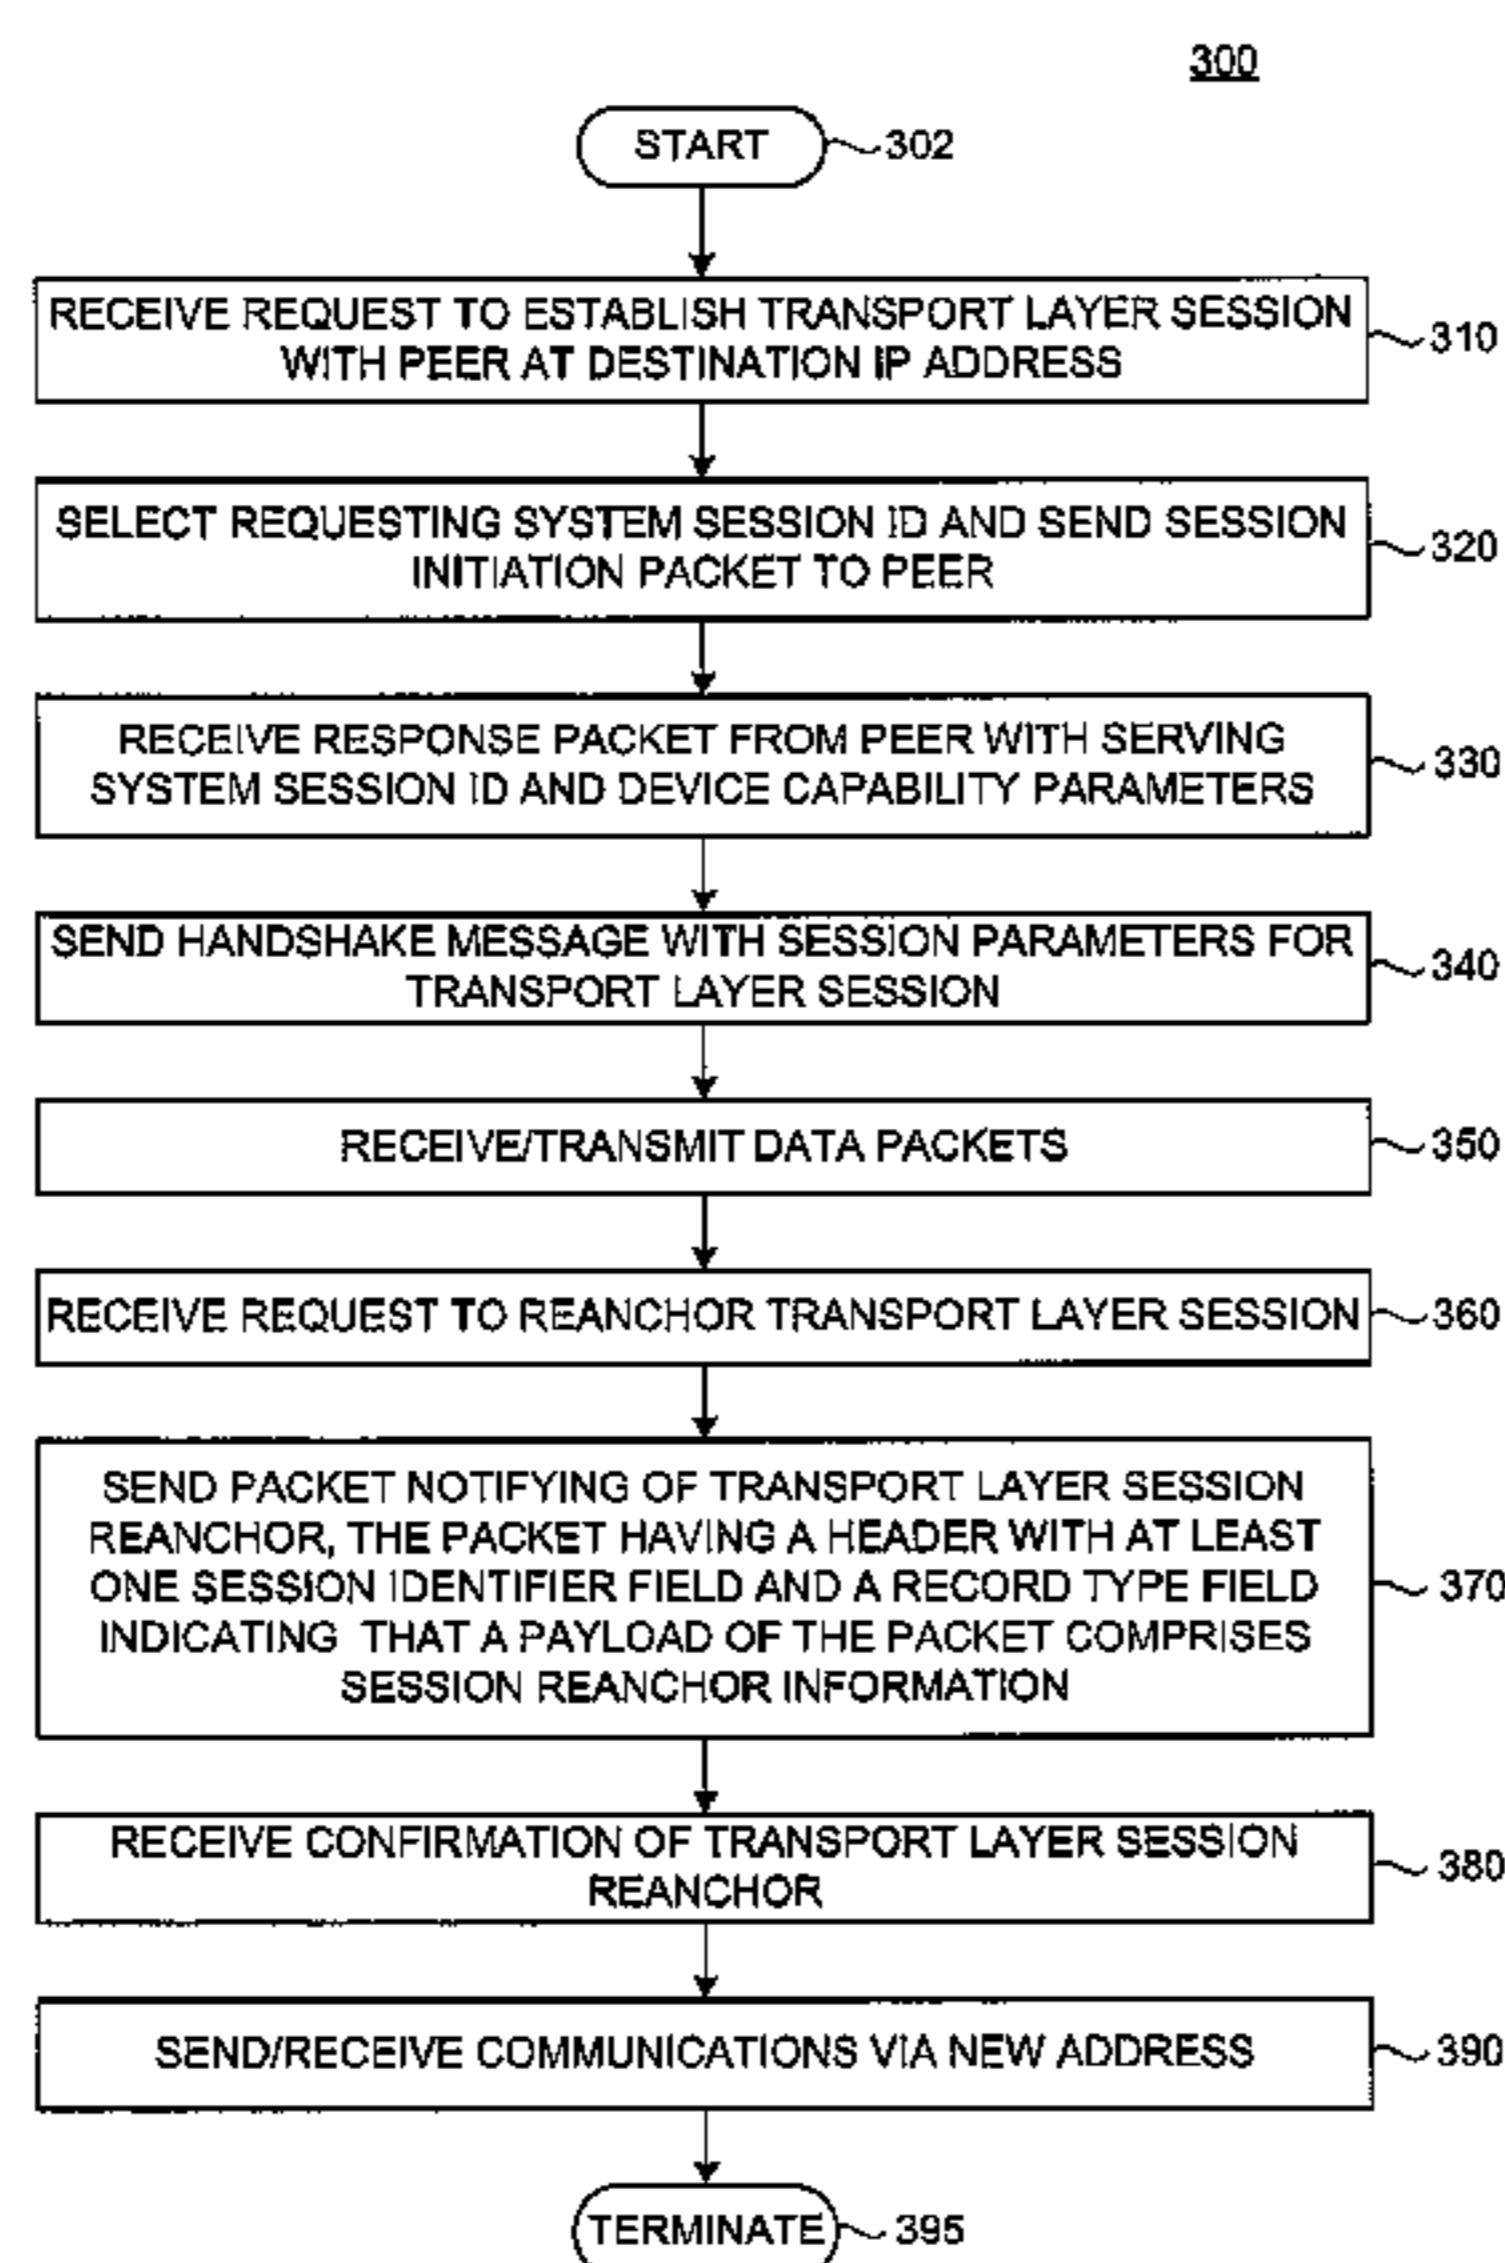 300
START
302
RECEIVE REQUEST TO ESTABLISH TRANSPORT LAYER SESSION
WITH PEER AT DESTINATION IP ADDRESS
310
SELECT REQUESTING SYSTEM SESSION ID AND SEND SESSION
INITIATION PACKET TO PEER
320
RECEIVE RESPONSE PACKET FROM PEER WITH SERVING
SYSTEM SESSION ID AND DEVICE CAPABILITY PARAMETERS
330
SEND HANDSHAKE MESSAGE WITH SESSION PARAMETERS FOR
TRANSPORT LAYER SESSION
340
RECEIVE/TRANSMIT DATA PACKETS
350
RECEIVE REQUEST TO REANCHOR TRANSPORT LAYER SESSION
360
SEND PACKET NOTIFYING OF TRANSPORT LAYER SESSION
REANCHOR, THE PACKET HAVING A HEADER WITH AT LEAST
ONE SESSION IDENTIFIER FIELD AND A RECORD TYPE FIELD
INDICATING THAT A PAYLOAD OF THE PACKET COMPRISES
SESSION REANCHOR INFORMATION
370
RECEIVE CONFIRMATION OF TRANSPORT LAYER SESSION
REANCHOR
380
SEND/RECEIVE COMMUNICATIONS VIA NEW ADDRESS
390
TERMINATE
395